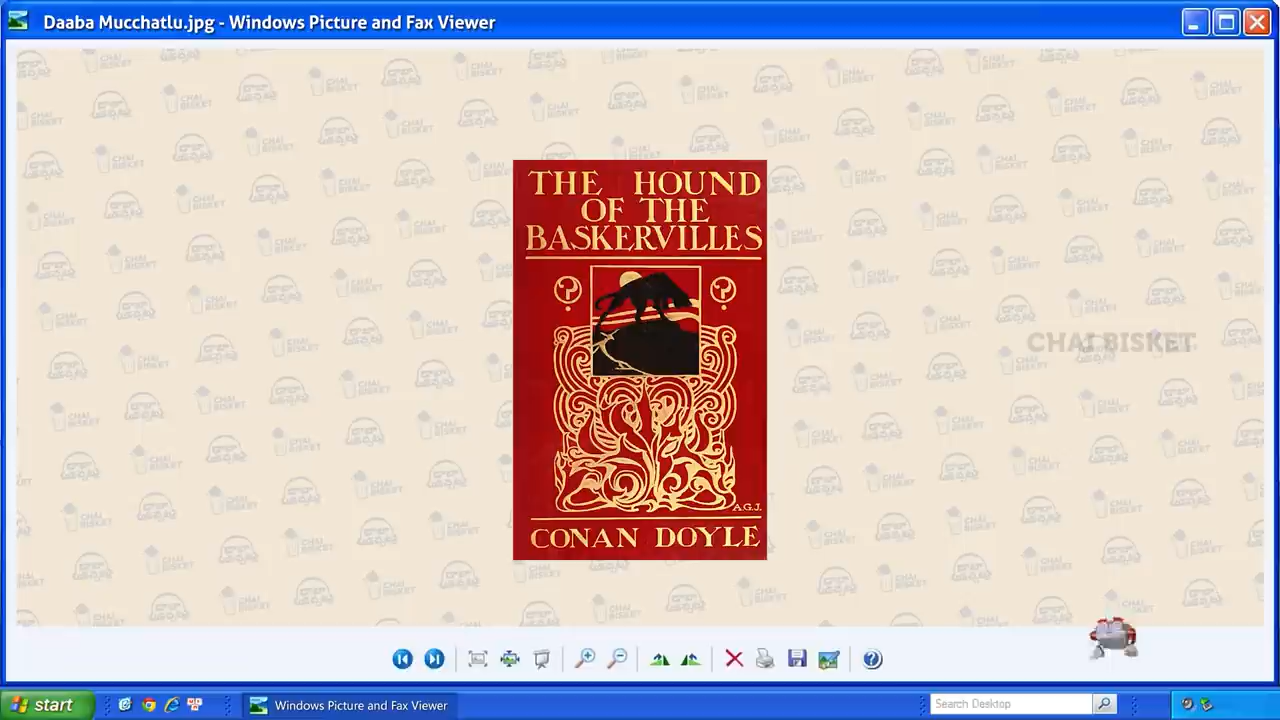 Daaba Mucchatlu.jpg - Windows Picture and Fax Viewer
THE HOUND
OF THE
BASKERVILLES
A.G.J.
CONAN DOYLE
CHAI BISKET
start
Windows Picture and Fax Viewer
Search Desktop